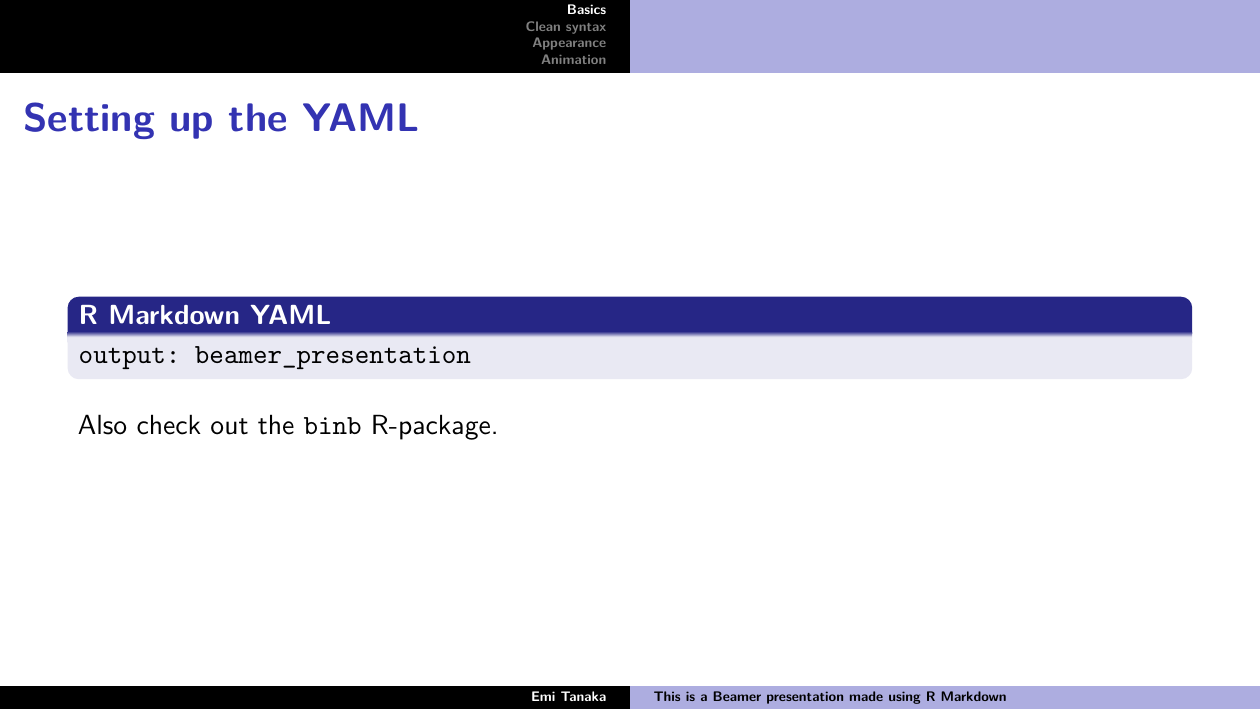 Basics
Clean syntax
Appearance
Animation
Setting up the YAML
R Markdown YAML
output: beamer_presentation
Also check out the binb R-package.
Emi Tanaka
This is a Beamer presentation made using R Markdown